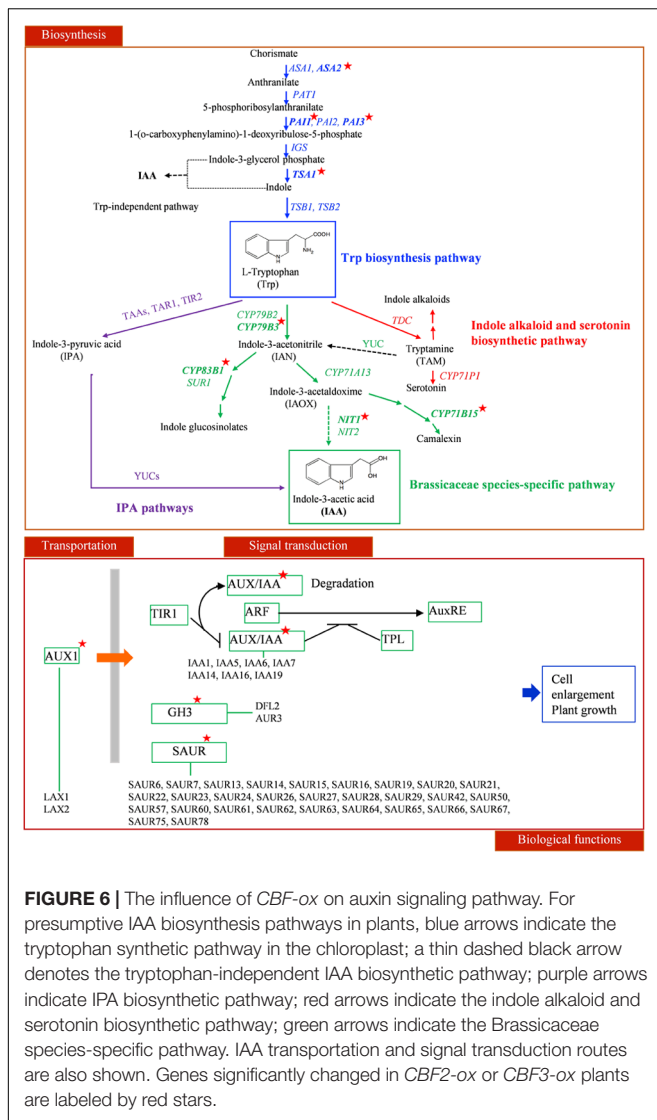 Biosynthesis
Chorismate
ASA1, ASA2
Anthranilate
PAT1
5-phosphoribosylanthranilate
PAI1, PAI2, PAI3
1-(o-carboxyphenylamino)-1-deoxyribulose-5-phosphate
IGS
Indole-3-glycerol phosphate
IAA
TSA1
Indole
Trp-independent pathway
TSB1, TSB2
COOH
NH2
N
H
L-Tryptophan
(Trp)
Trp biosynthesis pathway
TAAs, TAR1, TIR2
CYP79B2
CYP79B3
TDC
Indole alkaloids
Indole alkaloid and serotonin
biosynthetic pathway
Indole-3-pyruvic acid
(IPA)
Indole-3-acetonitrile
(IAN)
YUC
Tryptamine
(TAM)
CYP71P1
Serotonin
CYP83B1
SUR1
CYP71A13
Indole-3-acetaldoxime
(IAOX)
Indole glucosinolates
NIT1
NIT2
CYP71B15
Camalexin
YUCs
IPA pathways
OH
OH
N
H
Indole-3-acetic acid
(IAA)
Brassicaceae species-specific pathway
Transportation
Signal transduction
AUX/IAA
Degradation
TIR1
ARF
AuxRE
AUX/IAA
TPL
AUX1
IAA1, IAA5, IAA6, IAA7
IAA14, IAA16, IAA19
Cell
enlargement
Plant growth
GH3
DFL2
AUR3
SAUR
LAX1
LAX2
SAUR6, SAUR7, SAUR13, SAUR14, SAUR15, SAUR16, SAUR19, SAUR20, SAUR21,
SAUR22, SAUR23, SAUR24, SAUR26, SAUR27, SAUR28, SAUR29, SAUR42, SAUR50,
SAUR57, SAUR60, SAUR61, SAUR62, SAUR63, SAUR64, SAUR65, SAUR66, SAUR67,
SAUR75, SAUR78
Biological functions
FIGURE 6 | The influence of CBF-ox on auxin signaling pathway. For
presumptive IAA biosynthesis pathways in plants, blue arrows indicate the
tryptophan synthetic pathway in the chloroplast; a thin dashed black arrow
denotes the tryptophan-independent IAA biosynthetic pathway; purple arrows
indicate IPA biosynthetic pathway; red arrows indicate the indole alkaloid and
serotonin biosynthetic pathway; green arrows indicate the Brassicaceae
species-specific pathway. IAA transportation and signal transduction routes
are also shown. Genes significantly changed in CBF2-ox or CBF3-ox plants
are labeled by red stars.